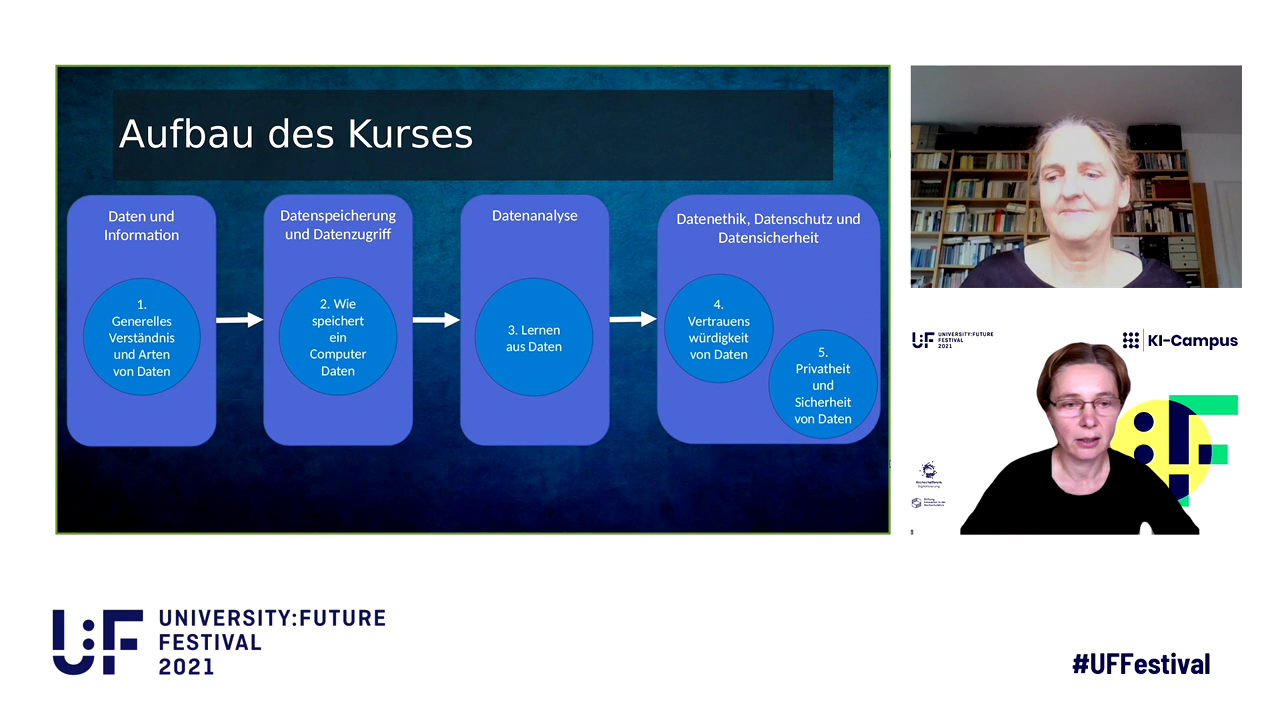 Aufbau des Kurses
Daten und
Information
1.
Generelles
Verständnis
und Arten
von Daten
Datenspeicherung
und Datenzugriff
2. Wie
speichert
ein
Computer
Daten
Datenanalyse
3. Lernen
aus Daten
Datenethik, Datenschutz und
Datensicherheit
4.
Vertrauens
würdigkeit
von Daten
5.
Privatheit
und
Sicherheit
von Daten
U:F UNIVERSITY:FUTURE
FESTIVAL
2021
KI-Campus
U:F UNIVERSITY:FUTURE
FESTIVAL
2021
#UFFestival